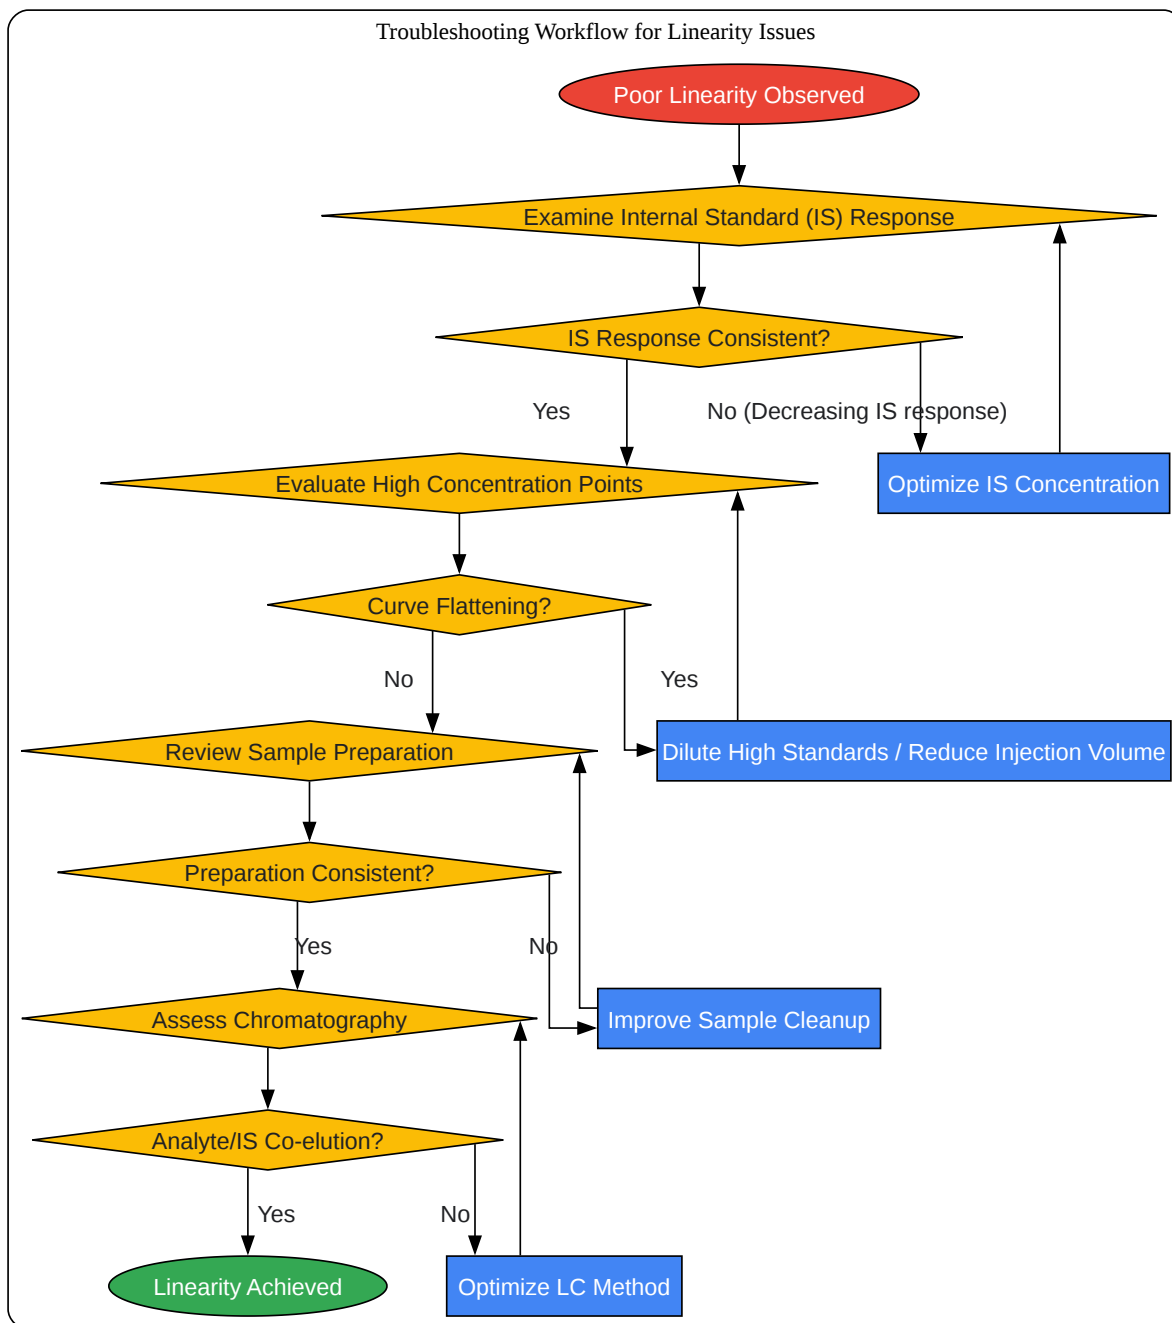 Troubleshooting Workflow for Linearity Issues
Poor Linearity Observed
Examine Internal Standard (IS) Response
IS Response Consistent?
Yes
No (Decreasing IS response)
Evaluate High Concentration Points
Optimize IS Concentration
Curve Flattening?
No
Yes
Review Sample Preparation
Dilute High Standards / Reduce Injection Volume
Preparation Consistent?
Yes
No
Assess Chromatography
Improve Sample Cleanup
Analyte/IS Co-elution?
Yes
No
Linearity Achieved
Optimize LC Method